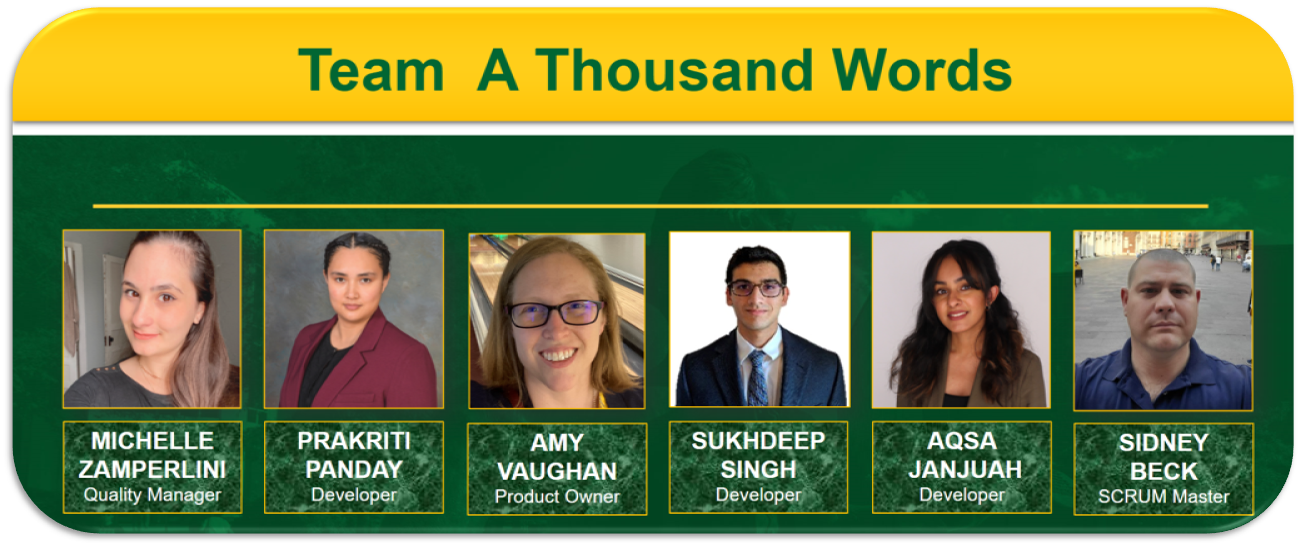 Team A Thousand Words
MICHELLE
ZAMPERLINI
Quality Manager
PRAKRITI
PANDAY
Developer
AMY
VAUGHAN
Product Owner
SUKHDEEP
SINGH
Developer
AQSA
JANJUAH
Developer
SIDNEY
BECK
SCRUM Master